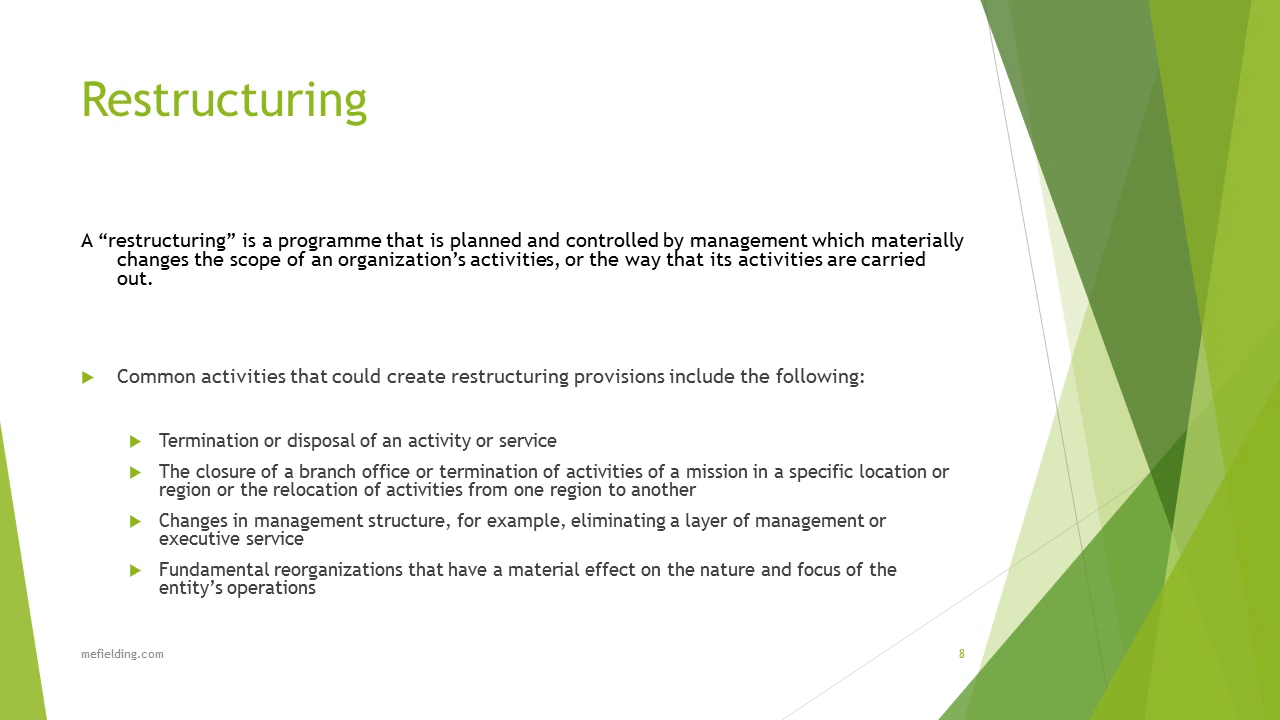 Restructuring
A “restructuring” is a programme that is planned and controlled by management which materially
changes the scope of an organization’s activities, or the way that its activities are carried
out.
Common activities that could create restructuring provisions include the following:
Termination or disposal of an activity or service
The closure of a branch office or termination of activities of a mission in a specific location or
region or the relocation of activities from one region to another
Changes in management structure, for example, eliminating a layer of management or
executive service
Fundamental reorganizations that have a material effect on the nature and focus of the
entity’s operations
mefielding.com
8